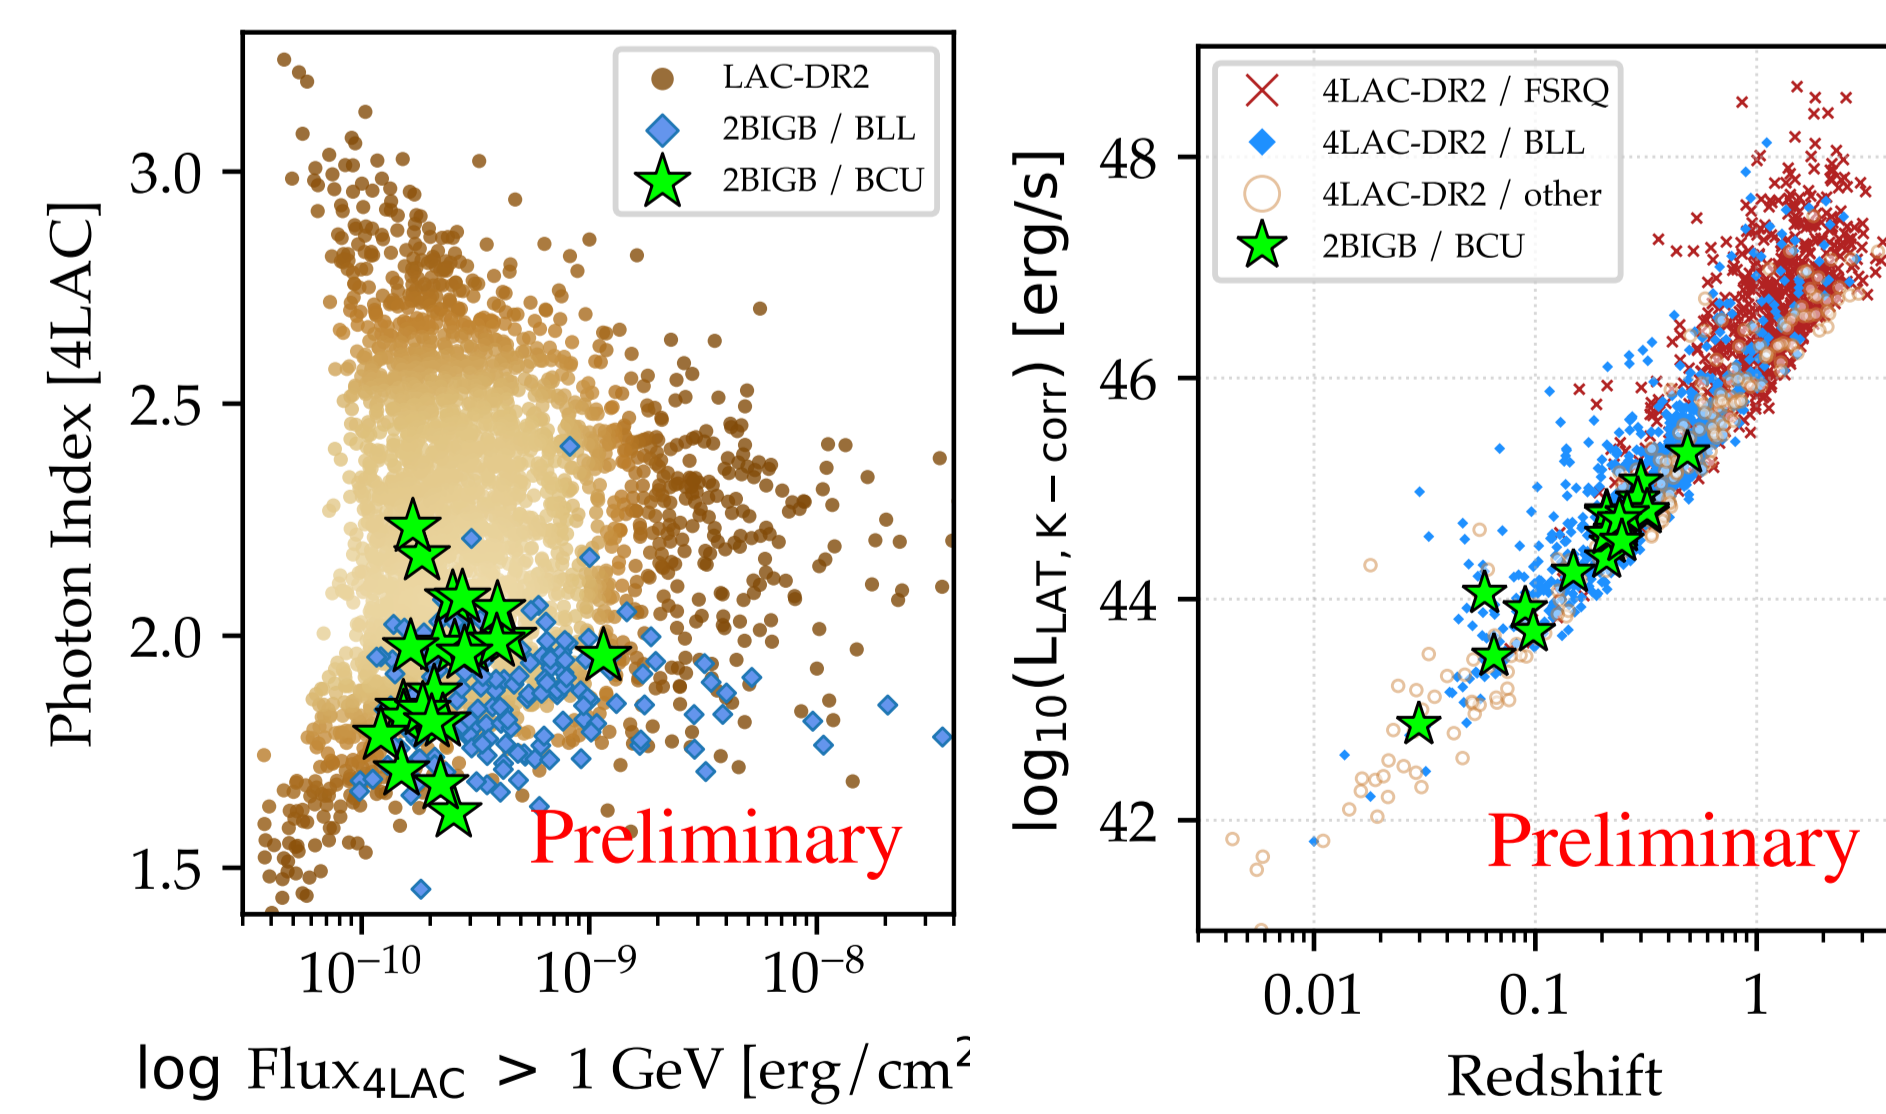 LAC-DR2
2BIGB / BLL
2BIGB / BCU
3.0
2.5
2.0
1.5
Photon Index [4LAC]
Preliminary
10⁻¹⁰ 10⁻⁹ 10⁻⁸
log Flux₄LAC > 1 GeV [erg/cm²
4LAC-DR2 / FSRQ
4LAC-DR2 / BLL
4LAC-DR2 / other
2BIGB / BCU
48
46
44
42
log₁₀(L_LAT, K − corr) [erg/s]
Preliminary
0.01 0.1 1
Redshift